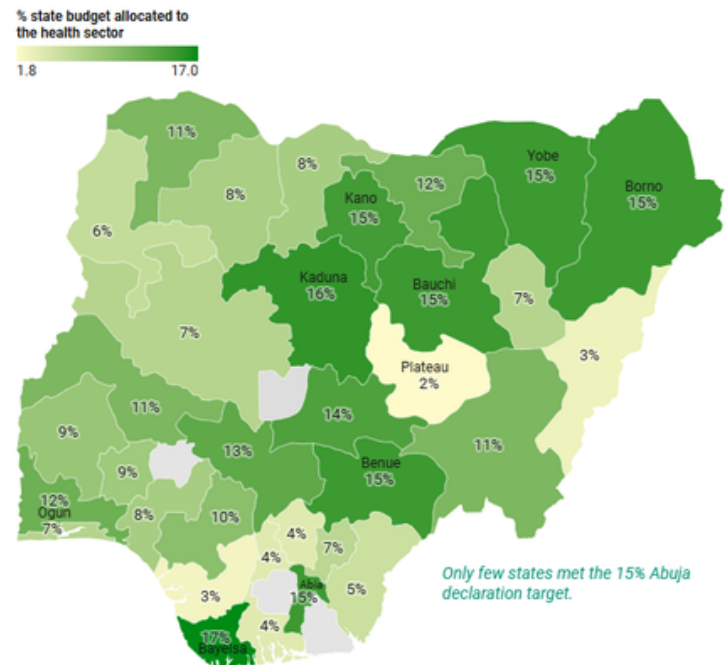 % state budget allocated to
the health sector
1.8 17.0
11%
8%
8%
Kano
15%
12%
Yobe
15%
Borno
15%
6%
Kaduna
16%
Bauchi
15%
7%
7%
Plateau
2%
3%
11%
14%
9%
13%
11%
9%
Benue
15%
12%
Ogun
7%
8%
10%
4%
4%
7%
5%
3%
Abia
15%
4%
17%
Bayelsa
Only few states met the 15% Abuja
declaration target.